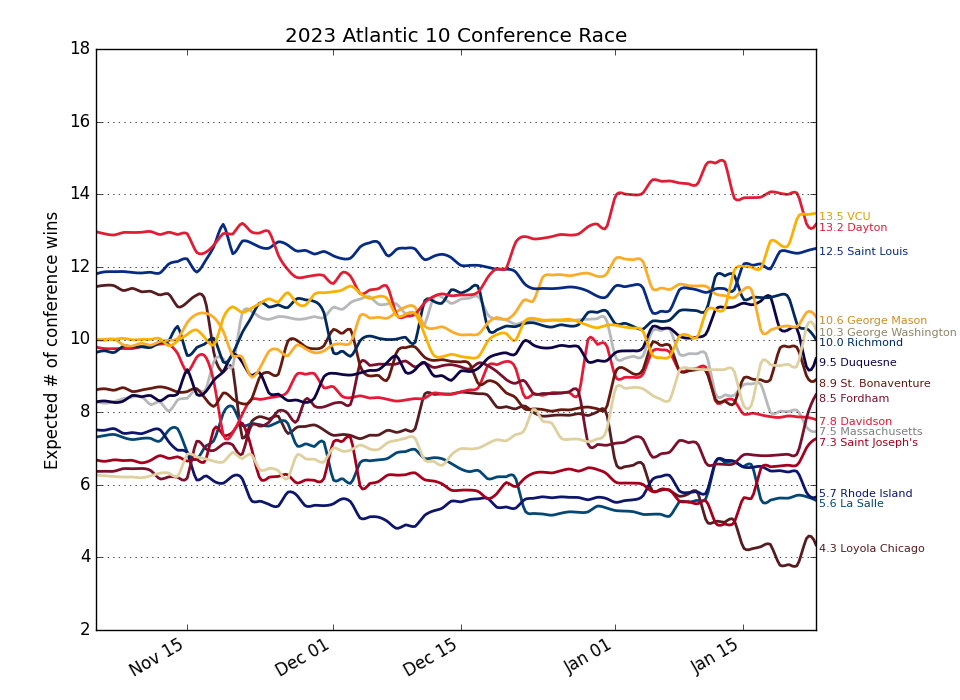 2023 Atlantic 10 Conference Race
Expected # of conference wins
18
16
14
12
10
8
6
4
2
Nov 15
Dec 01
Dec 15
Jan 01
Jan 15
13.5 VCU
13.2 Dayton
12.5 Saint Louis
10.6 George Mason
10.3 George Washington
10.0 Richmond
9.5 Duquesne
8.9 St. Bonaventure
8.5 Fordham
7.8 Davidson
7.5 Massachusetts
7.3 Saint Joseph's
5.7 Rhode Island
5.6 La Salle
4.3 Loyola Chicago